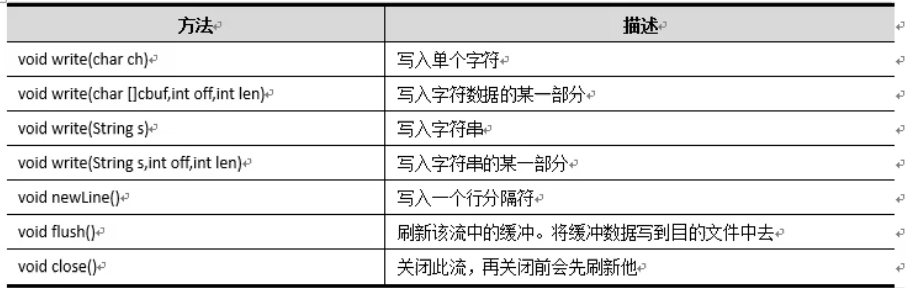 方法 描述
void write(char ch) 写入单个字符
void write(char []cbuf,int off,int len) 写入字符数据的某一部分
void write(String s) 写入字符串
void write(String s,int off,int len) 写入字符串的某一部分
void newLine() 写入一个行分隔符
void flush() 刷新该流中的缓冲。将缓冲数据写到目的文件中去
void close() 关闭此流，再关闭前会先刷新他